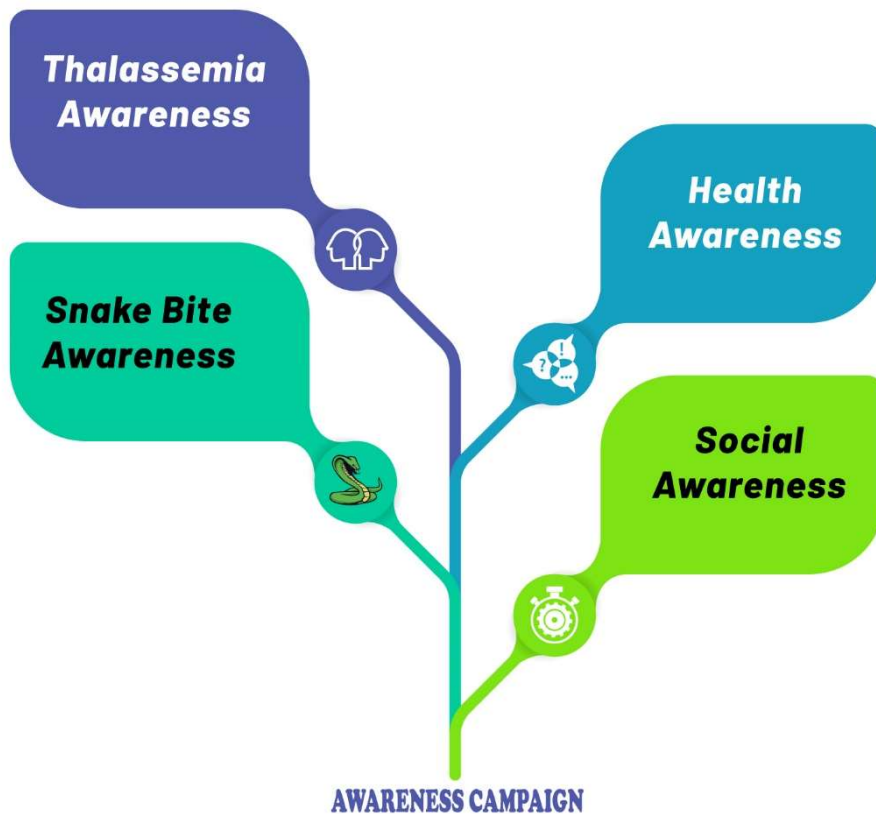 Thalassemia
Awareness
Health
Awareness
Snake Bite
Awareness
Social
Awareness
? ! ...
AWARENESS CAMPAIGN